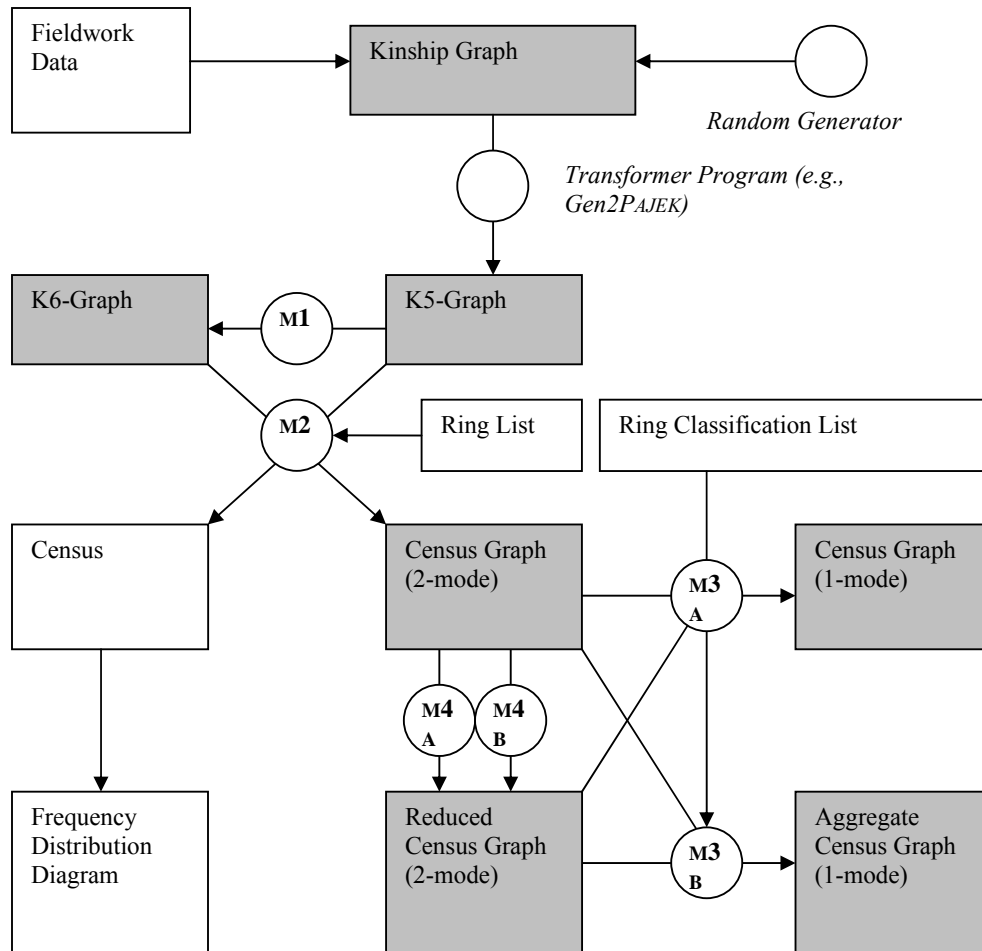 Fieldwork
Data
Kinship Graph
Random Generator
Transformer Program (e.g.,
Gen2PAJEK)
K6-Graph
M1
K5-Graph
M2
Ring List
Ring Classification List
Census
Census Graph
(2-mode)
M3
A
Census Graph
(1-mode)
M4
A
M4
B
Frequency
Distribution
Diagram
Reduced
Census Graph
(2-mode)
M3
B
Aggregate
Census Graph
(1-mode)